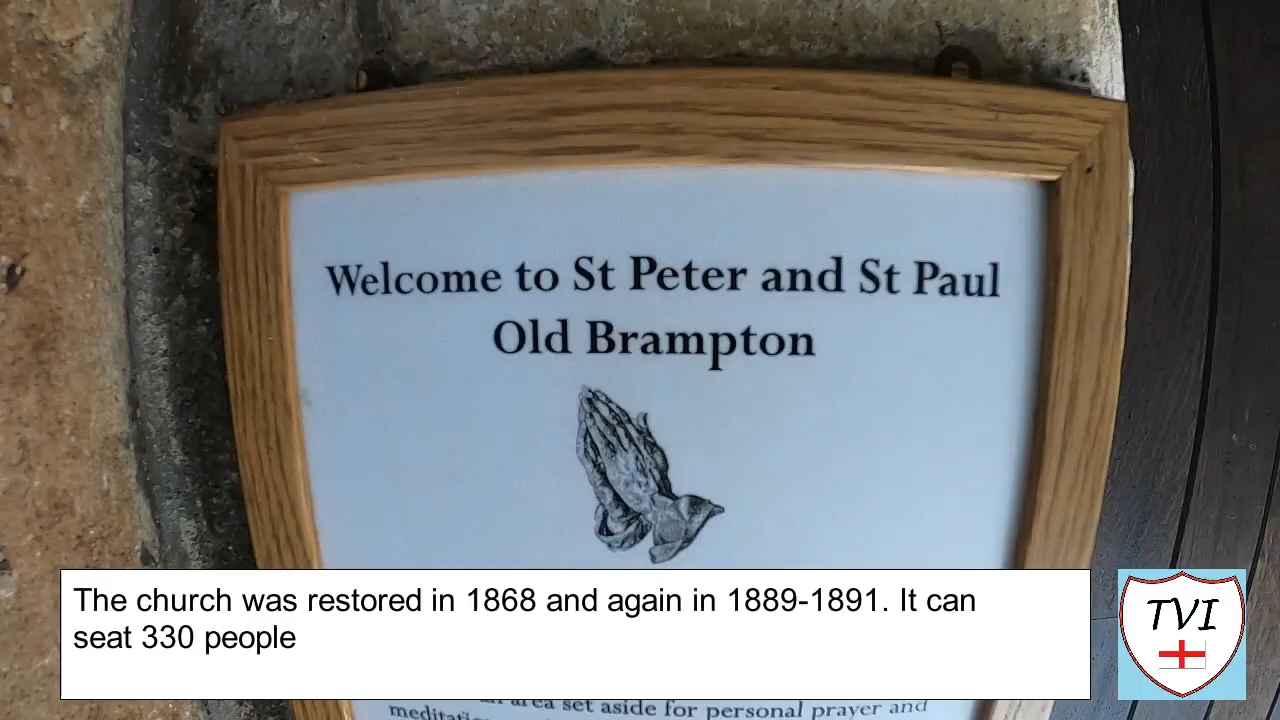 Welcome to St Peter and St Paul
Old Brampton
The church was restored in 1868 and again in 1889-1891. It can
seat 330 people
TVI
area set aside for personal prayer and